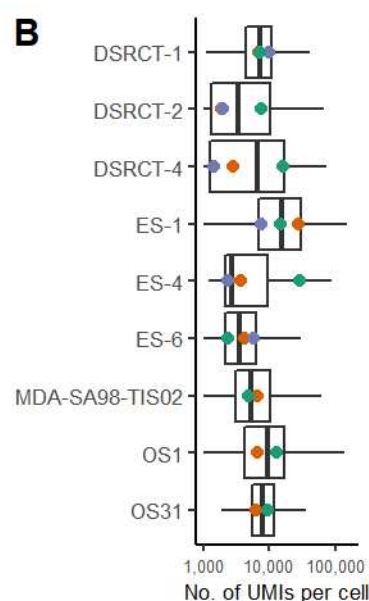 B
DSRCT-1
DSRCT-2
DSRCT-4
ES-1
ES-4
ES-6
MDA-SA98-TIS02
OS1
OS31
1,000 10,000 100,000
No. of UMIs per cell